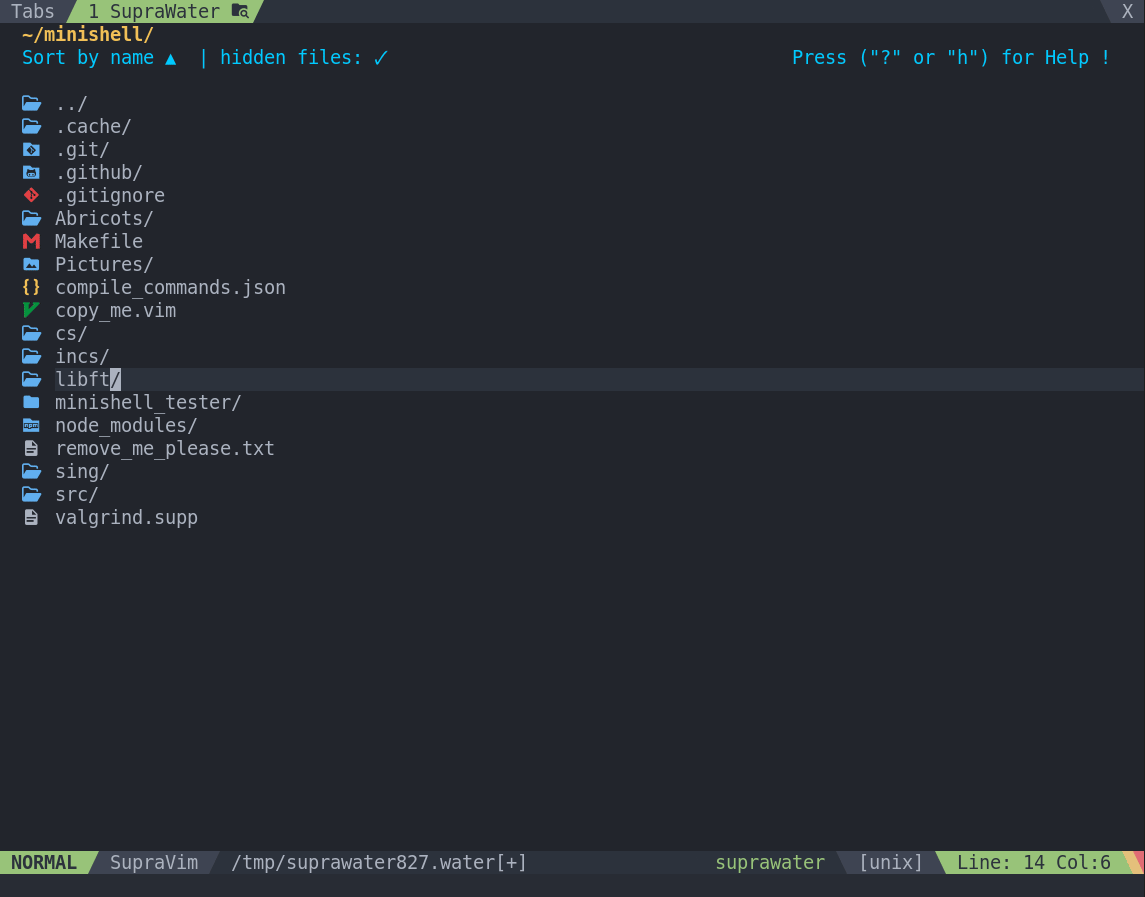 Tabs 1 SupraWater X
~/minishell/
Sort by name ▲ | hidden files: ✓ Press ("?" or "h") for Help !
../
.cache/
.git/
.github/
.gitignore
Abricots/
Makefile
Pictures/
compile_commands.json
copy_me.vim
cs/
incs/
libft/
minishell_tester/
node_modules/
remove_me_please.txt
sing/
src/
valgrind.supp
NORMAL SupraVim /tmp/suprawater827.water[+] suprawater [unix] Line: 14 Col:6